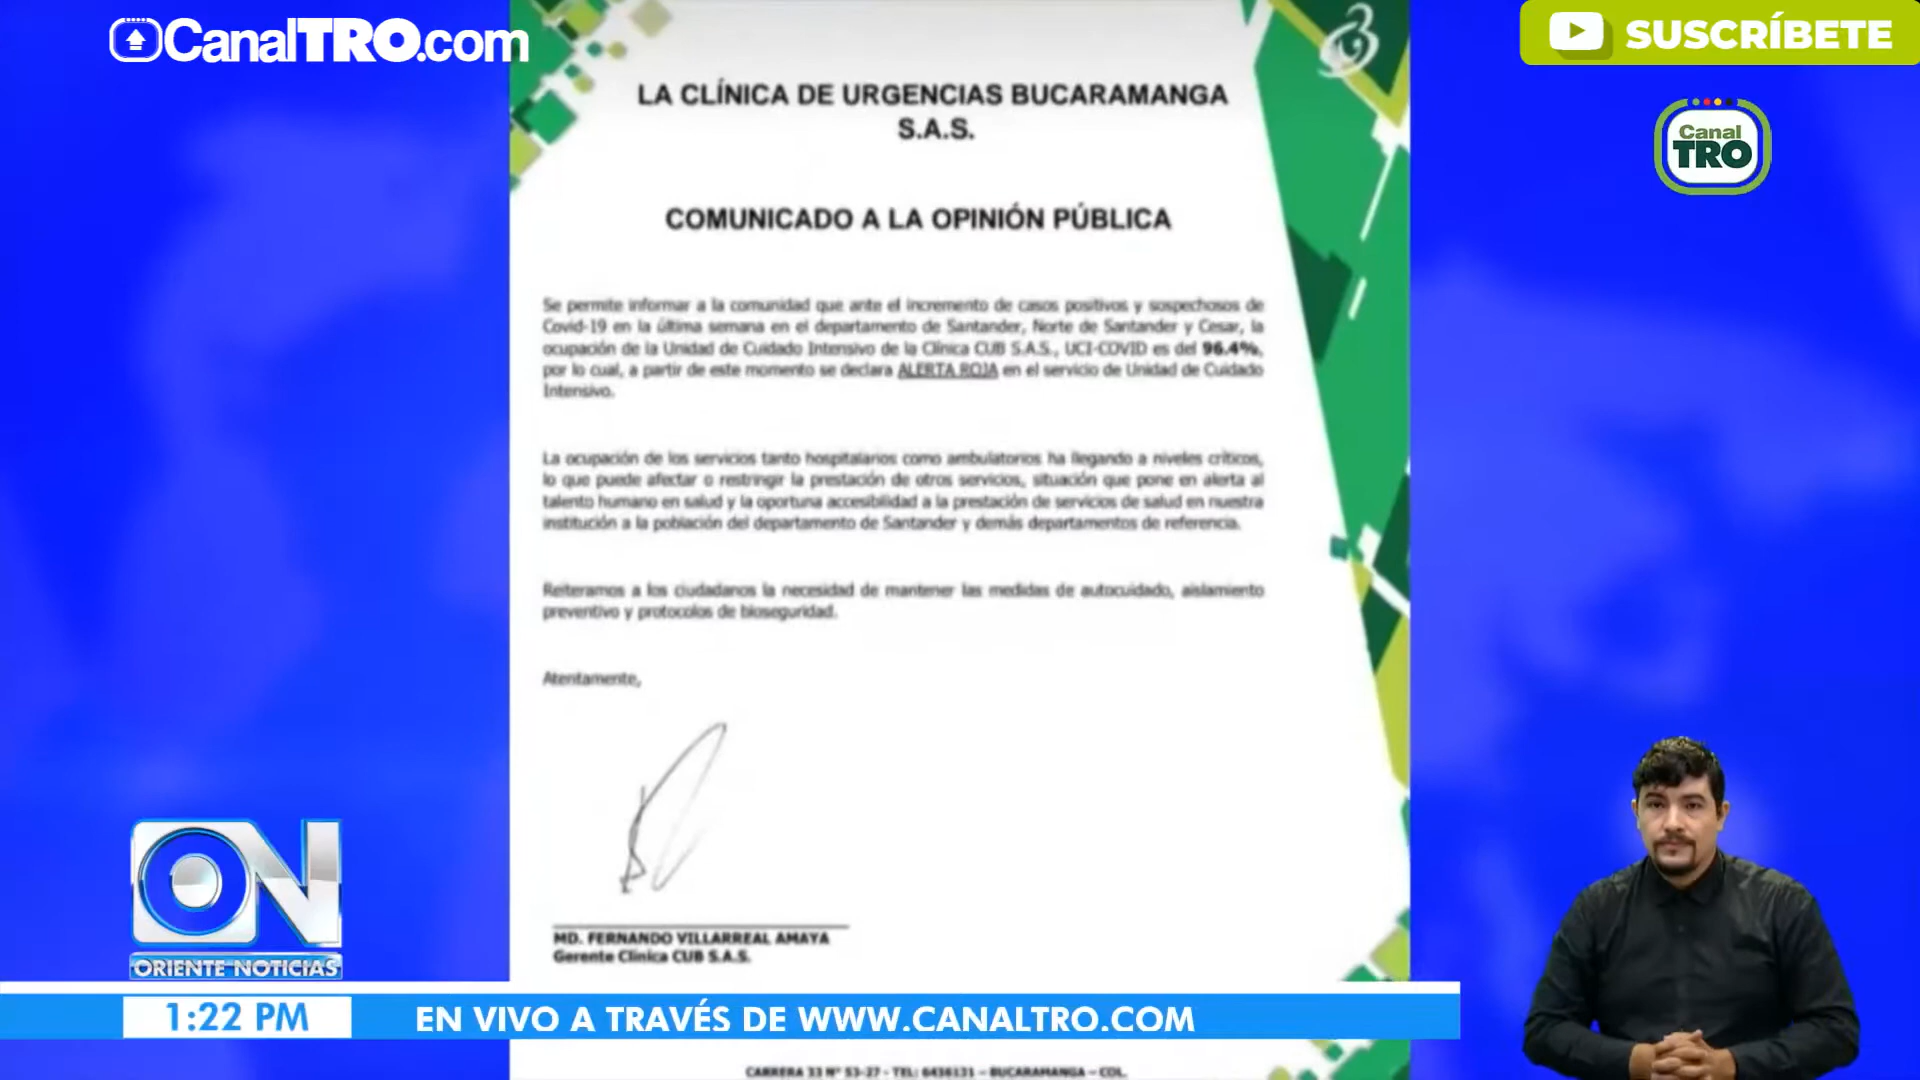 CanalTRO.com
SUSCRÍBETE
Canal
TRO
LA CLÍNICA DE URGENCIAS BUCARAMANGA
S.A.S.
COMUNICADO A LA OPINIÓN PÚBLICA
Se permite informar a la comunidad que ante el incremento de casos positivos y sospechosos de
Covid-19 en la última semana en el departamento de Santander, Norte de Santander y Cesar, la
ocupación de la Unidad de Cuidado Intensivo de la Clínica CUB S.A.S., UCI-COVID es del 96.4%,
por lo cual, a partir de este momento se declara ALERTA ROJA en el servicio de Unidad de Cuidado
Intensivo.
La ocupación de los servicios tanto hospitalarios como ambulatorios ha llegando a niveles críticos,
lo que puede afectar o restringir la prestación de otros servicios, situación que pone en alerta al
talento humano en salud y la oportuna accesibilidad a la prestación de servicios de salud en nuestra
institución a la población del departamento de Santander y demás departamentos de referencia.
Reiteramos a los ciudadanos la necesidad de mantener las medidas de autocuidado, aislamiento
preventivo y protocolos de bioseguridad.
Atentamente,
MD. FERNANDO VILLARREAL AMAYA
Gerente Clínica CUB S.A.S.
ON
ORIENTE NOTICIAS
1:22 PM
EN VIVO A TRAVÉS DE WWW.CANALTRO.COM
CARRERA 33 N° 53-27 - TEL: 6436131 - BUCARAMANGA - COL.